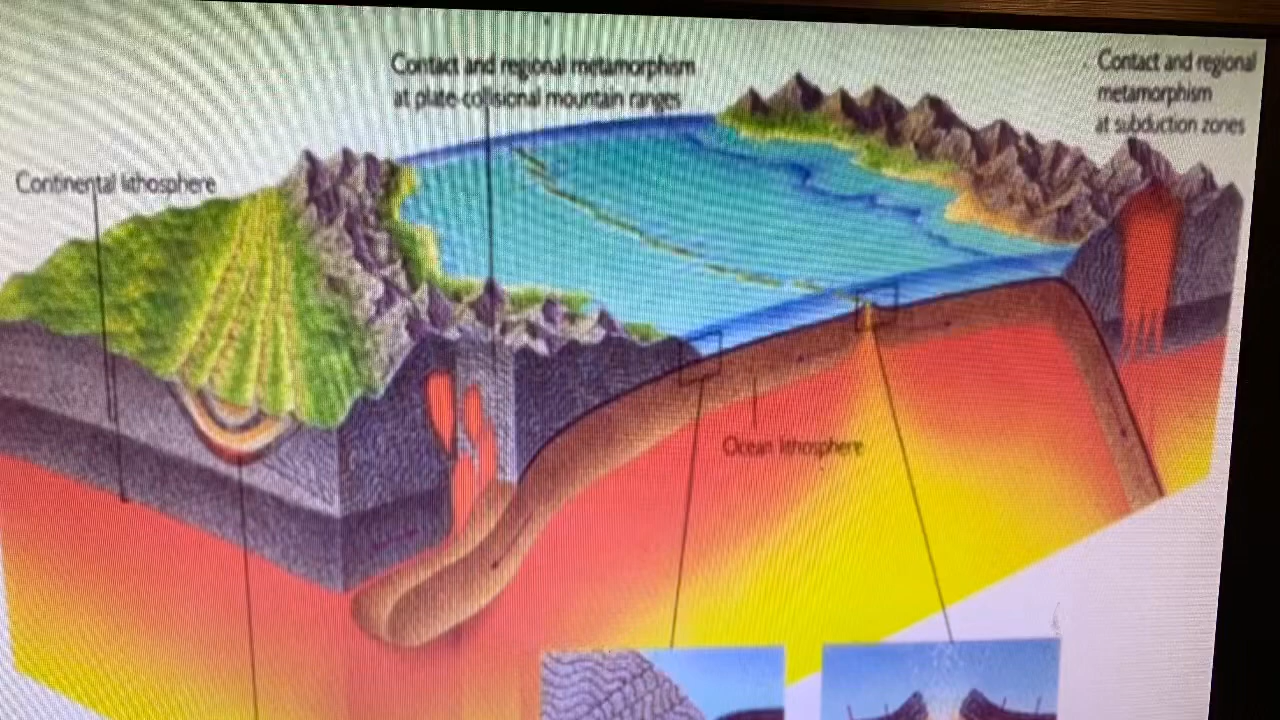 Contact and regional metamorphism
at plate-collisional mountain ranges
Contact and regional
metamorphism
at subduction zones
Continental lithosphere
Ocean lithosphere